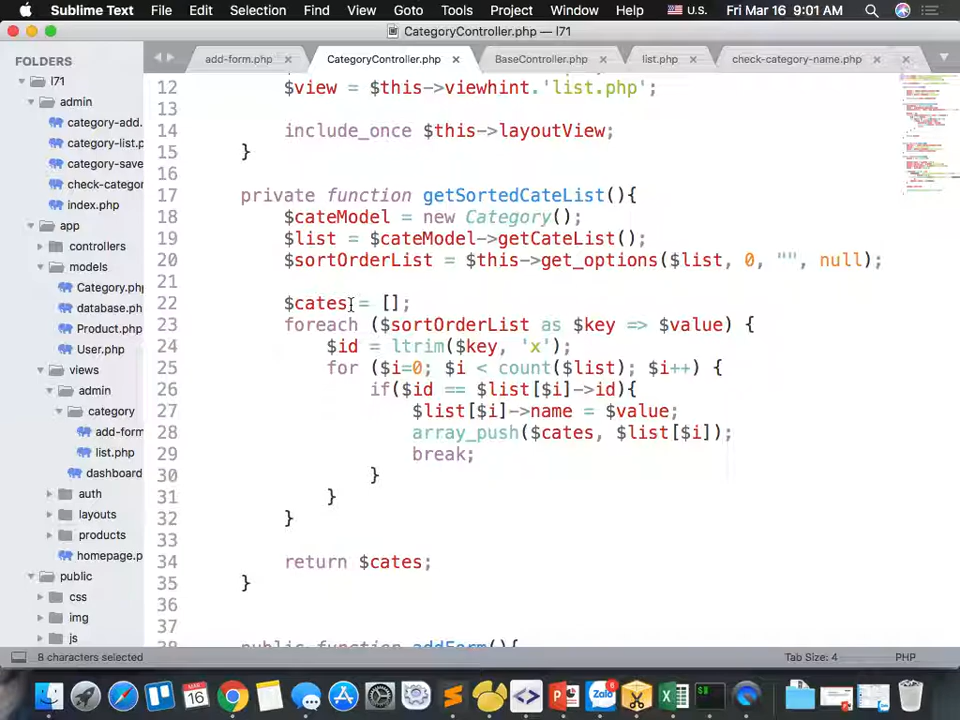 Sublime Text File Edit Selection Find View Goto Tools Project Window Help U.S. Fri Mar 16 9:01 AM
CategoryController.php — l71
FOLDERS
l71
admin
category-add.
category-list.p
category-save
check-categor
index.php
app
controllers
models
Category.php
database.ph
Product.php
User.php
views
admin
category
add-form
list.php
dashboard
auth
layouts
products
homepage.p
public
css
img
js
add-form.php CategoryController.php BaseController.php list.php check-category-name.php
12 $view = $this->viewhint.'list.php';
13
14 include_once $this->layoutView;
15 }
16
17 private function getSortedCateList(){
18 $cateModel = new Category();
19 $list = $cateModel->getCateList();
20 $sortOrderList = $this->get_options($list, 0, "", null);
21
22 $cates = [];
23 foreach ($sortOrderList as $key => $value) {
24 $id = ltrim($key, 'x');
25 for ($i=0; $i < count($list); $i++) {
26 if($id == $list[$i]->id){
27 $list[$i]->name = $value;
28 array_push($cates, $list[$i]);
29 break;
30 }
31 }
32 }
33
34 return $cates;
35 }
36
37
38 public function addForm(){
8 characters selected Tab Size: 4 PHP